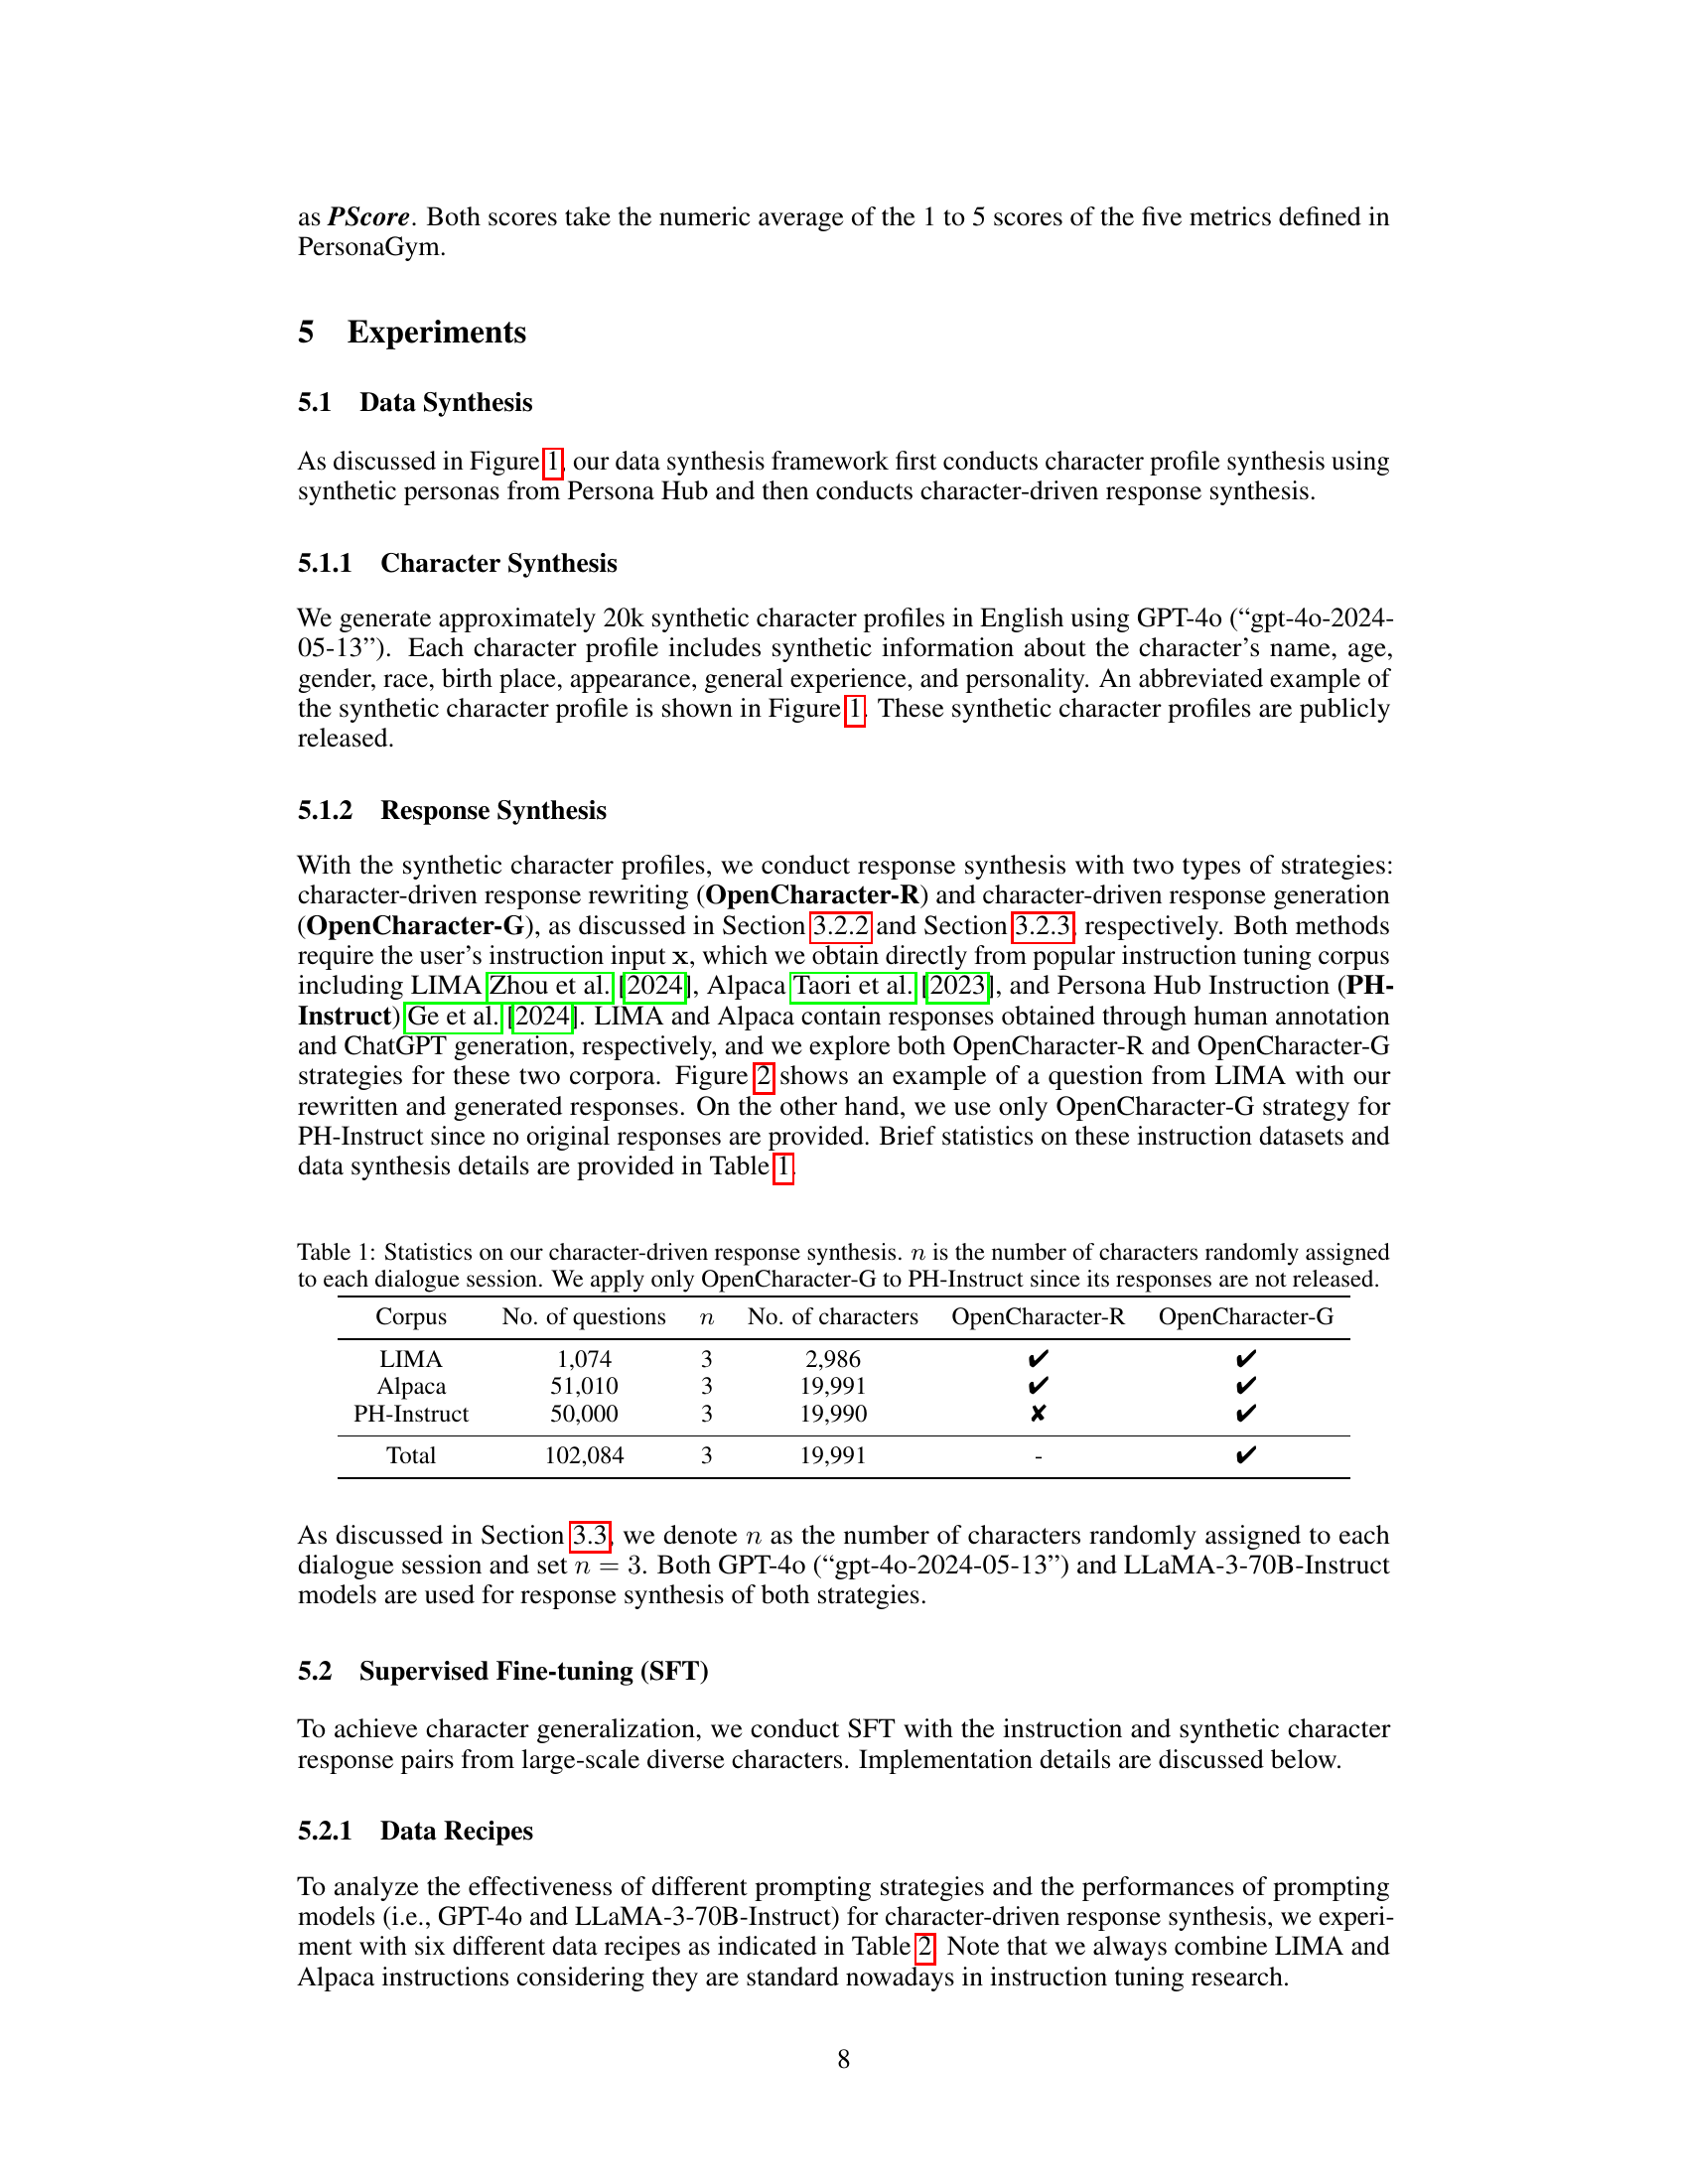 as PScore. Both scores take the numeric average of the 1 to 5 scores of the five metrics defined in
PersonaGym.
5 Experiments
5.1 Data Synthesis
As discussed in Figure 1, our data synthesis framework first conducts character profile synthesis using
synthetic personas from Persona Hub and then conducts character-driven response synthesis.
5.1.1 Character Synthesis
We generate approximately 20k synthetic character profiles in English using GPT-4o (“gpt-4o-2024-
05-13”). Each character profile includes synthetic information about the character’s name, age,
gender, race, birth place, appearance, general experience, and personality. An abbreviated example of
the synthetic character profile is shown in Figure 1. These synthetic character profiles are publicly
released.
5.1.2 Response Synthesis
With the synthetic character profiles, we conduct response synthesis with two types of strategies:
character-driven response rewriting (OpenCharacter-R) and character-driven response generation
(OpenCharacter-G), as discussed in Section 3.2.2 and Section 3.2.3, respectively. Both methods
require the user’s instruction input x, which we obtain directly from popular instruction tuning corpus
including LIMA Zhou et al. [2024], Alpaca Taori et al. [2023], and Persona Hub Instruction (PH-
Instruct) Ge et al. [2024]. LIMA and Alpaca contain responses obtained through human annotation
and ChatGPT generation, respectively, and we explore both OpenCharacter-R and OpenCharacter-G
strategies for these two corpora. Figure 2 shows an example of a question from LIMA with our
rewritten and generated responses. On the other hand, we use only OpenCharacter-G strategy for
PH-Instruct since no original responses are provided. Brief statistics on these instruction datasets and
data synthesis details are provided in Table 1.
Table 1: Statistics on our character-driven response synthesis. n is the number of characters randomly assigned
to each dialogue session. We apply only OpenCharacter-G to PH-Instruct since its responses are not released.
Corpus No. of questions n No. of characters OpenCharacter-R OpenCharacter-G
LIMA 1,074 3 2,986 ✔ ✔
Alpaca 51,010 3 19,991 ✔ ✔
PH-Instruct 50,000 3 19,990 ✘ ✔
Total 102,084 3 19,991 - ✔
As discussed in Section 3.3, we denote n as the number of characters randomly assigned to each
dialogue session and set n = 3. Both GPT-4o (“gpt-4o-2024-05-13”) and LLaMA-3-70B-Instruct
models are used for response synthesis of both strategies.
5.2 Supervised Fine-tuning (SFT)
To achieve character generalization, we conduct SFT with the instruction and synthetic character
response pairs from large-scale diverse characters. Implementation details are discussed below.
5.2.1 Data Recipes
To analyze the effectiveness of different prompting strategies and the performances of prompting
models (i.e., GPT-4o and LLaMA-3-70B-Instruct) for character-driven response synthesis, we experi-
ment with six different data recipes as indicated in Table 2. Note that we always combine LIMA and
Alpaca instructions considering they are standard nowadays in instruction tuning research.
8